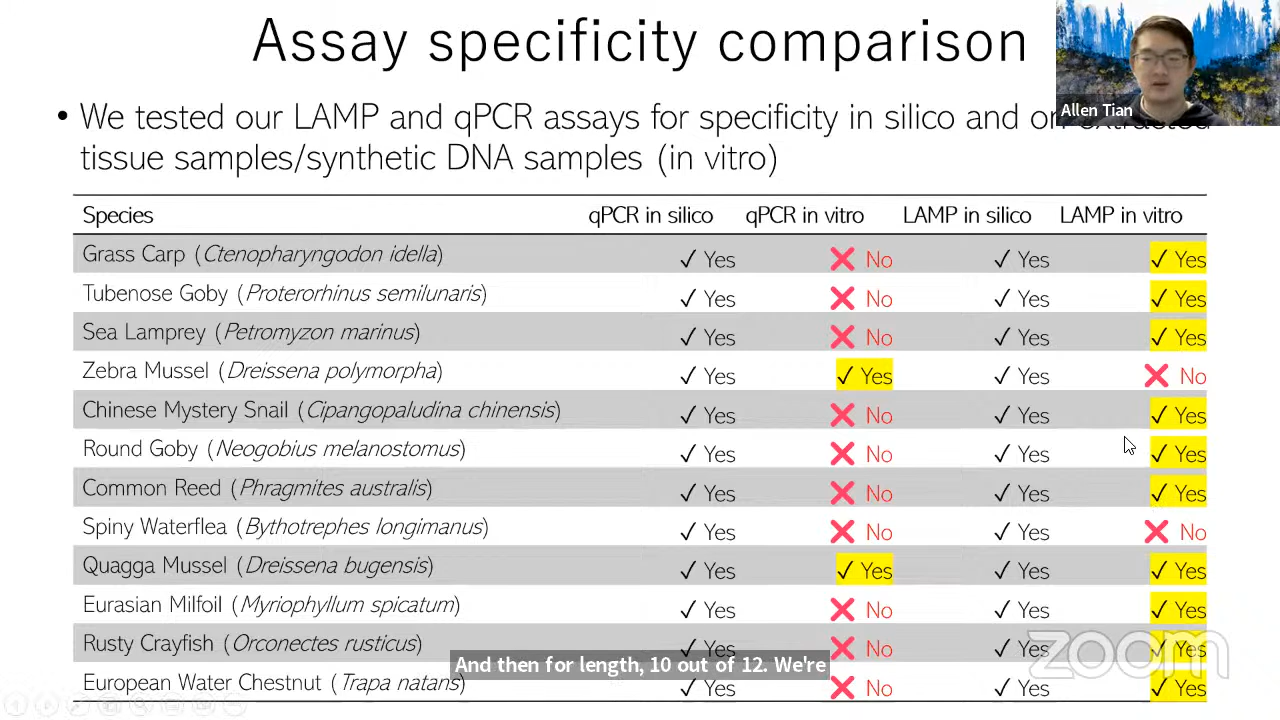 Assay specificity comparison
Allen Tian
• We tested our LAMP and qPCR assays for specificity in silico and on extracted
tissue samples/synthetic DNA samples (in vitro)
Species qPCR in silico qPCR in vitro LAMP in silico LAMP in vitro
Grass Carp (Ctenopharyngodon idella) ✓ Yes ❌ No ✓ Yes ✓ Yes
Tubenose Goby (Proterorhinus semilunaris) ✓ Yes ❌ No ✓ Yes ✓ Yes
Sea Lamprey (Petromyzon marinus) ✓ Yes ❌ No ✓ Yes ✓ Yes
Zebra Mussel (Dreissena polymorpha) ✓ Yes ✓ Yes ✓ Yes ❌ No
Chinese Mystery Snail (Cipangopaludina chinensis) ✓ Yes ❌ No ✓ Yes ✓ Yes
Round Goby (Neogobius melanostomus) ✓ Yes ❌ No ✓ Yes ✓ Yes
Common Reed (Phragmites australis) ✓ Yes ❌ No ✓ Yes ✓ Yes
Spiny Waterflea (Bythotrephes longimanus) ✓ Yes ❌ No ✓ Yes ❌ No
Quagga Mussel (Dreissena bugensis) ✓ Yes ✓ Yes ✓ Yes ✓ Yes
Eurasian Milfoil (Myriophyllum spicatum) ✓ Yes ❌ No ✓ Yes ✓ Yes
Rusty Crayfish (Orconectes rusticus) ✓ Yes ❌ No ✓ Yes ✓ Yes
zoom
And then for length, 10 out of 12. We're
European Water Chestnut (Trapa natans) ✓ Yes ❌ No ✓ Yes ✓ Yes